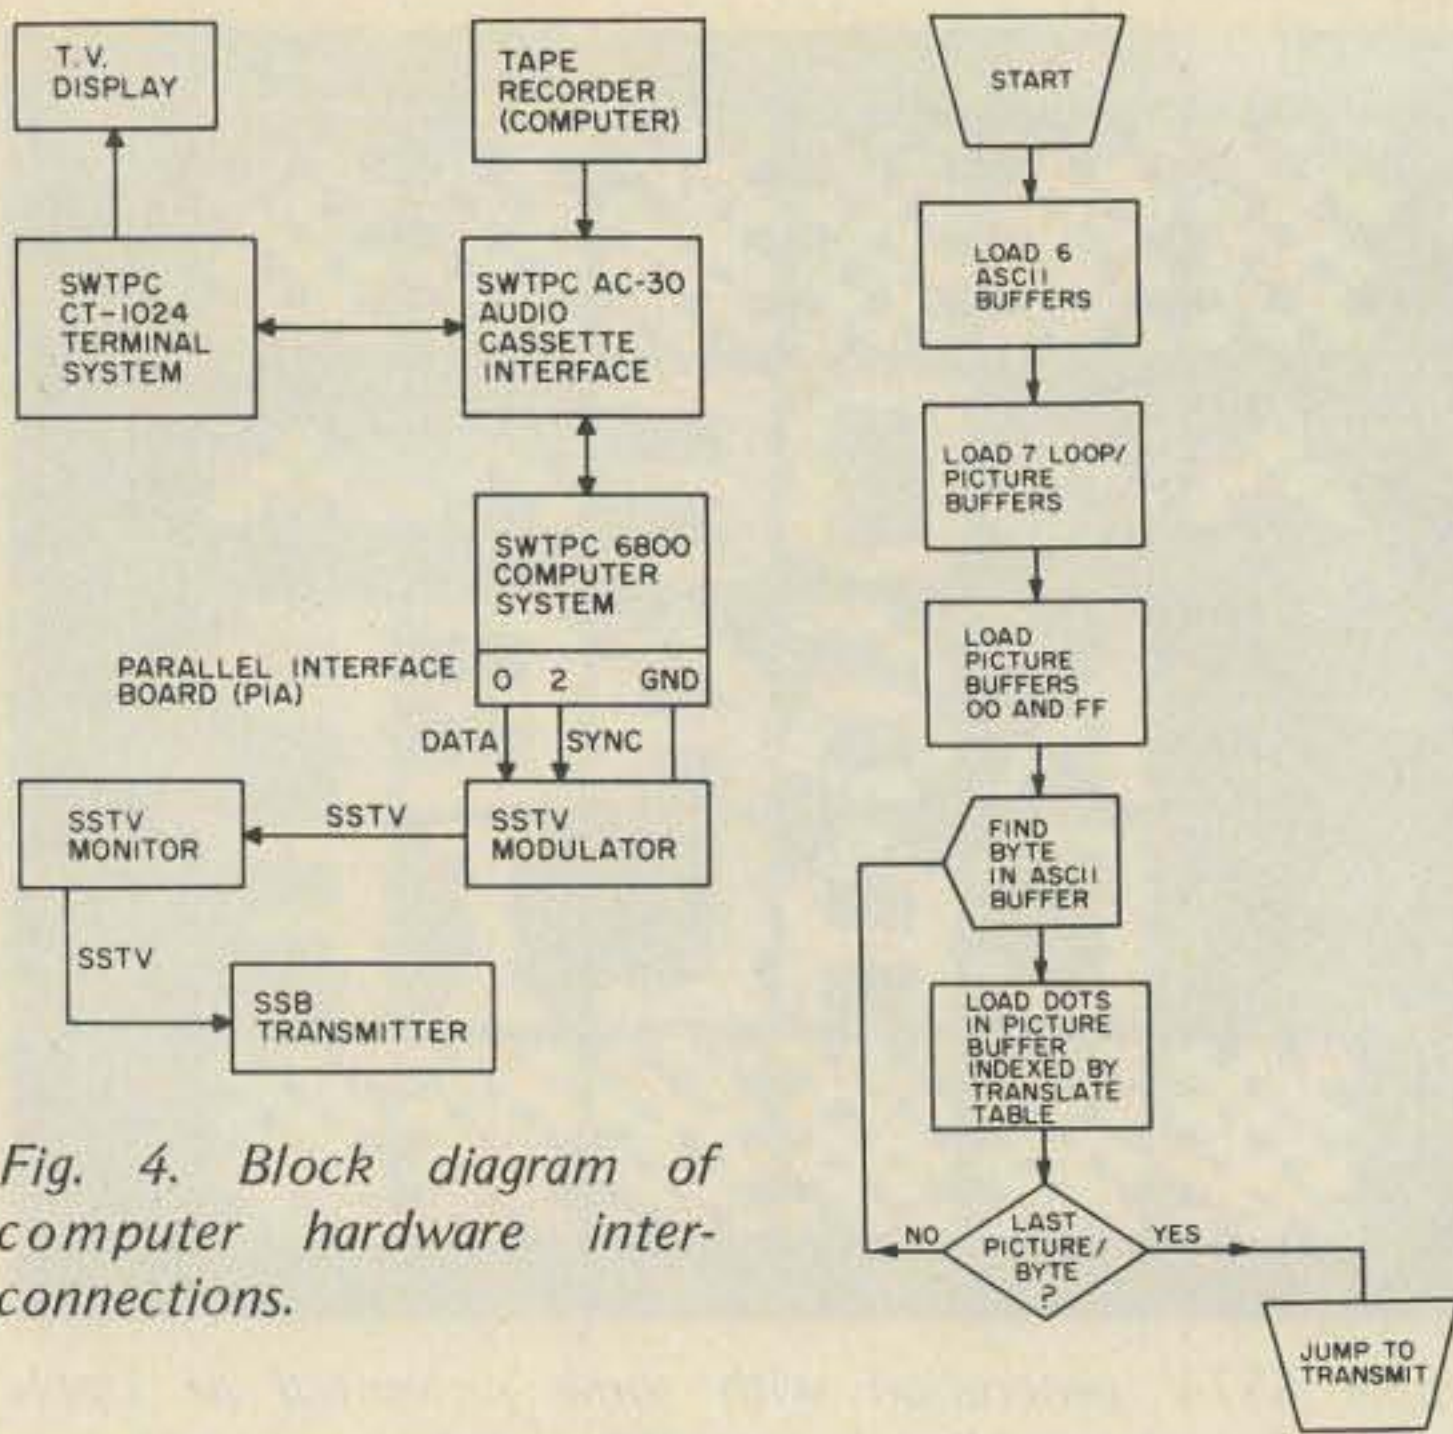 T.V.
DISPLAY
TAPE
RECORDER
(COMPUTER)
SWTPC
CT-1024
TERMINAL
SYSTEM
SWTPC AC-30
AUDIO
CASSETTE
INTERFACE
SWTPC 6800
COMPUTER
SYSTEM
PARALLEL INTERFACE
BOARD (PIA)
0 2 GND
DATA SYNC
SSTV
MONITOR
SSTV
SSTV
MODULATOR
SSTV
SSB
TRANSMITTER
Fig. 4. Block diagram of
computer hardware inter-
connections.
START
LOAD 6
ASCII
BUFFERS
LOAD 7 LOOP/
PICTURE
BUFFERS
LOAD
PICTURE
BUFFERS
00 AND FF
FIND
BYTE
IN ASCII
BUFFER
LOAD DOTS
IN PICTURE
BUFFER
INDEXED BY
TRANSLATE
TABLE
LAST
PICTURE/
BYTE
?
NO
YES
JUMP TO
TRANSMIT